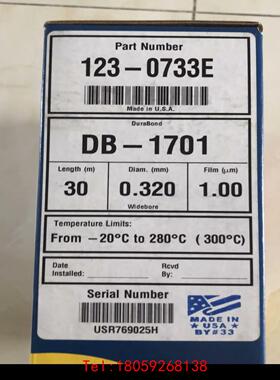 Part Number
123-0733E
Made in U.S.A.
DuraBond
DB-1701
Length (m) Diam. (mm) Film (μm)
30 0.320 1.00
Widebore
Temperature Limits:
From -20°C to 280°C (300°C)
Date Installed: Rcvd By:
Serial Number
USR769025H
MADE IN
USA
BY#33
Tel:18059268138